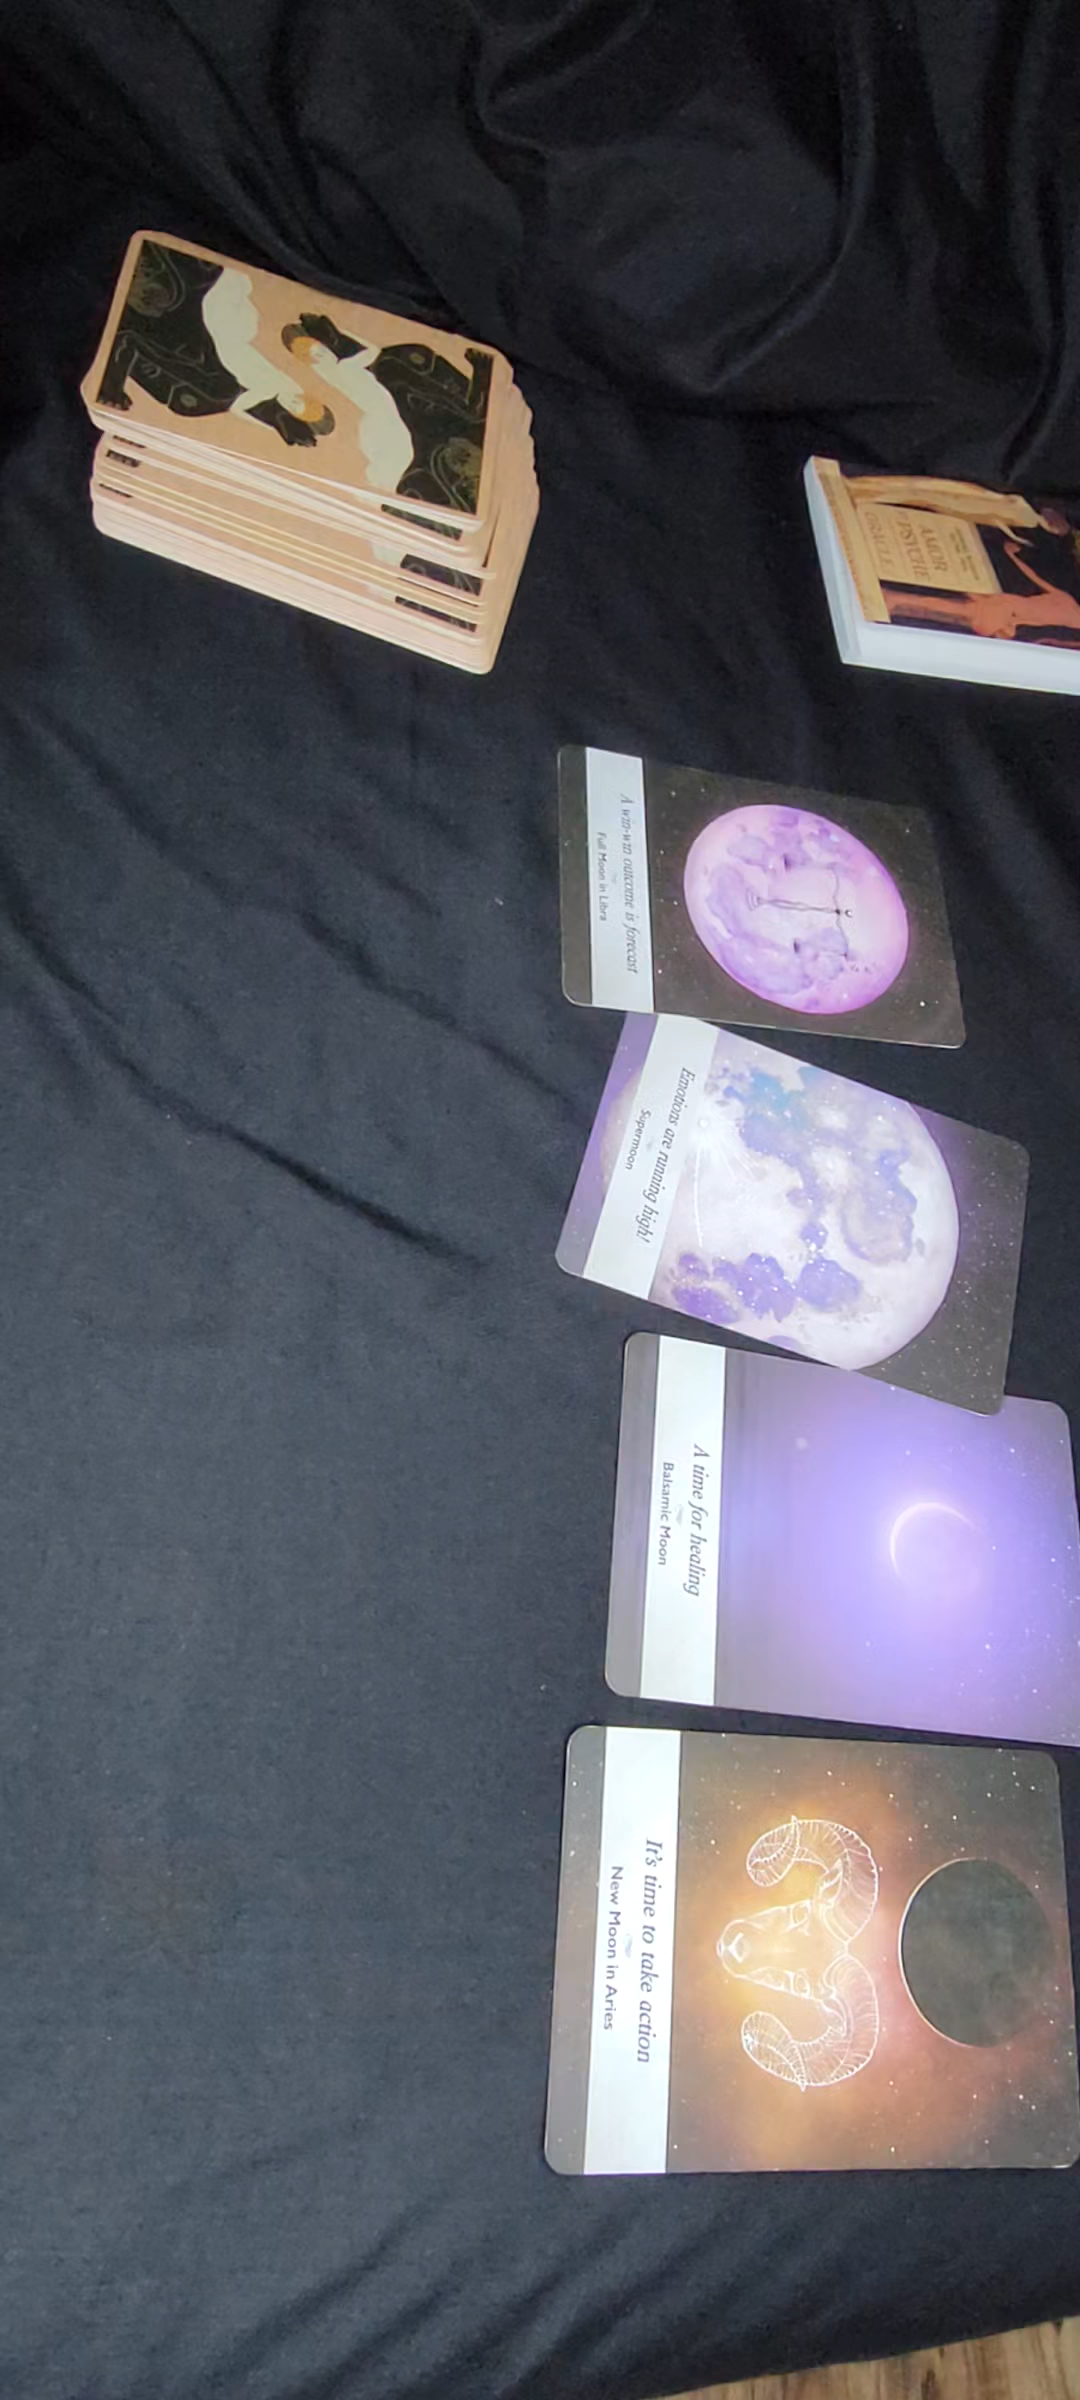 AMOR
& PSYCHE
ORACLE
A win-win outcome is forecast
Full Moon in Libra
Emotions are running high!
Supermoon
A time for healing
Balsamic Moon
It's time to take action
New Moon in Aries